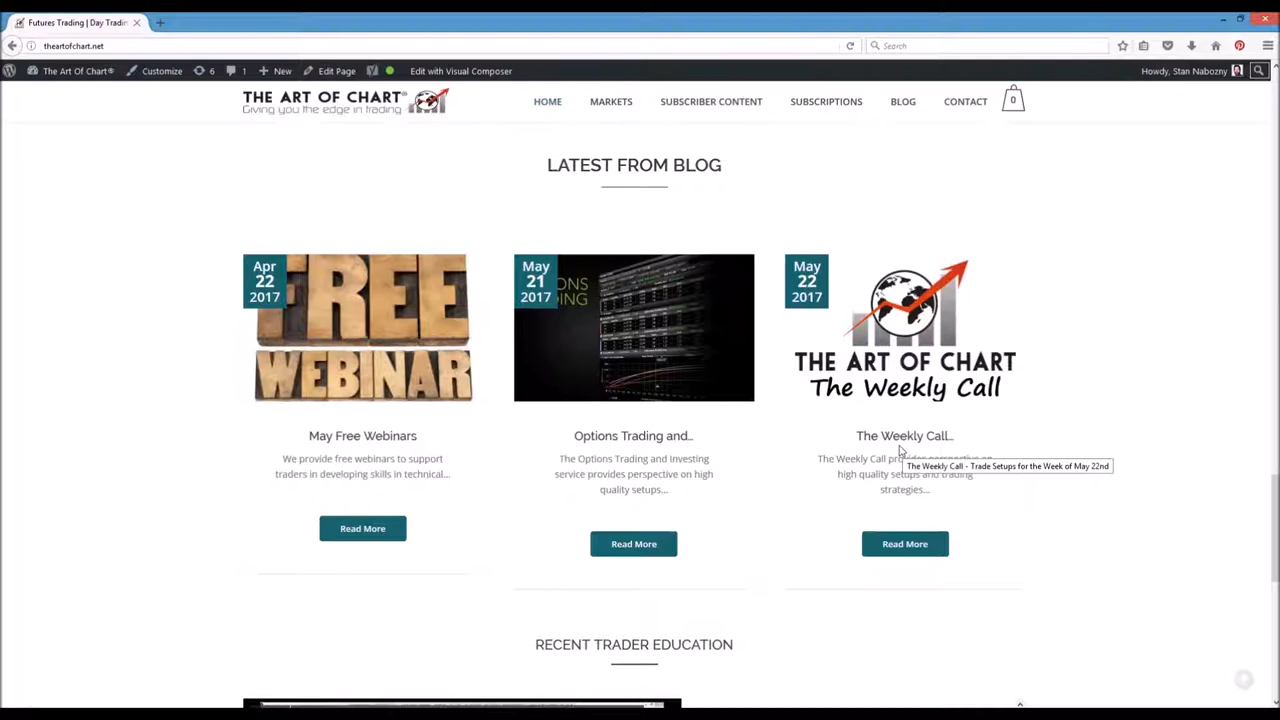 Futures Trading | Day Tradin
theartofchart.net
Search
The Art Of Chart®
Customize
6
1
New
Edit Page
Edit with Visual Composer
Howdy, Stan Nabozny
THE ART OF CHART®
Giving you the edge in trading
HOME
MARKETS
SUBSCRIBER CONTENT
SUBSCRIPTIONS
BLOG
CONTACT
0
LATEST FROM BLOG
Apr
22
2017
FREE
WEBINAR
May Free Webinars
We provide free webinars to support
traders in developing skills in technical...
Read More
May
21
2017
Options Trading and...
The Options Trading and Investing
service provides perspective on high
quality setups...
Read More
May
22
2017
THE ART OF CHART
The Weekly Call
The Weekly Call...
The Weekly Call
The Weekly Call - Trade Setups for the Week of May 22nd
high quality setups and trading
strategies...
Read More
RECENT TRADER EDUCATION